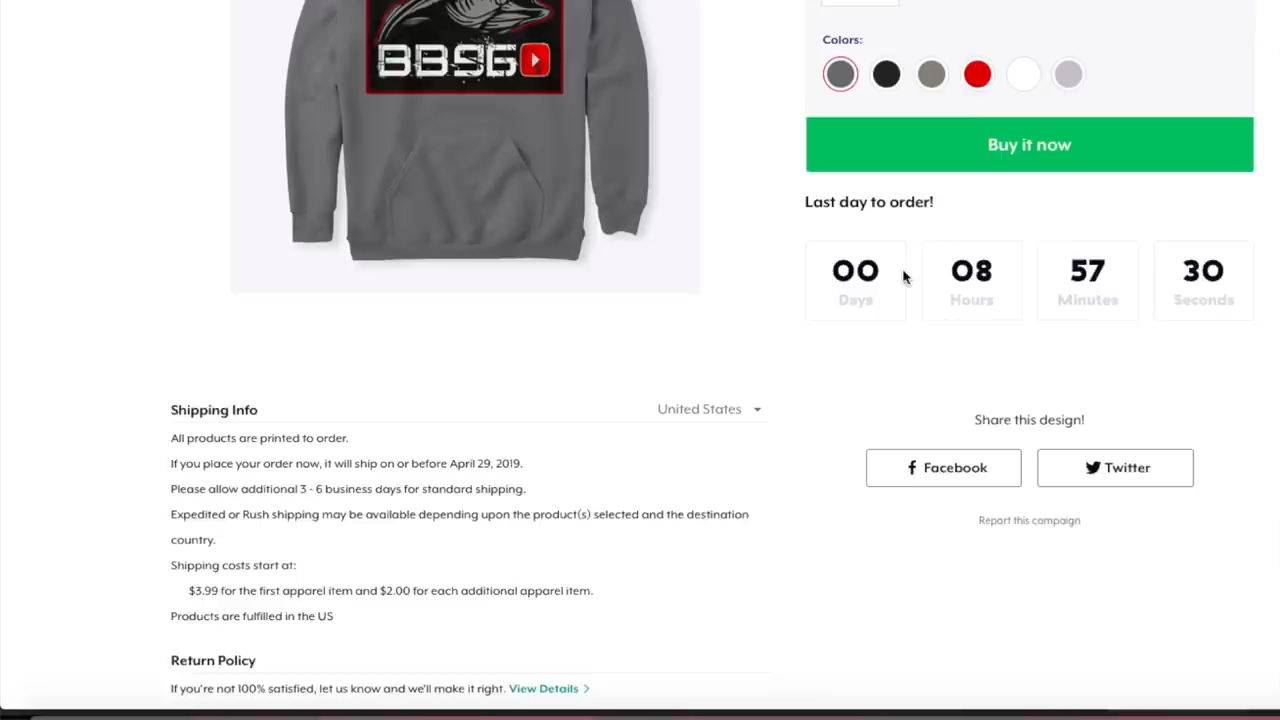 BB96
Colors:
Buy it now
Last day to order!
00 08 57 30
Days Hours Minutes Seconds
Shipping Info
United States
All products are printed to order.
If you place your order now, it will ship on or before April 29, 2019.
Please allow additional 3 - 6 business days for standard shipping.
Expedited or Rush shipping may be available depending upon the product(s) selected and the destination
country.
Shipping costs start at:
$3.99 for the first apparel item and $2.00 for each additional apparel item.
Products are fulfilled in the US
Return Policy
If you're not 100% satisfied, let us know and we'll make it right. View Details >
Share this design!
Facebook
Twitter
Report this campaign